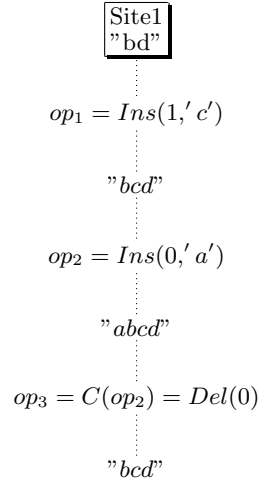 Site1
"bd"
op₁ = Ins(1,′ c′)
"bcd"
op₂ = Ins(0,′ a′)
"abcd"
op₃ = C(op₂) = Del(0)
"bcd"